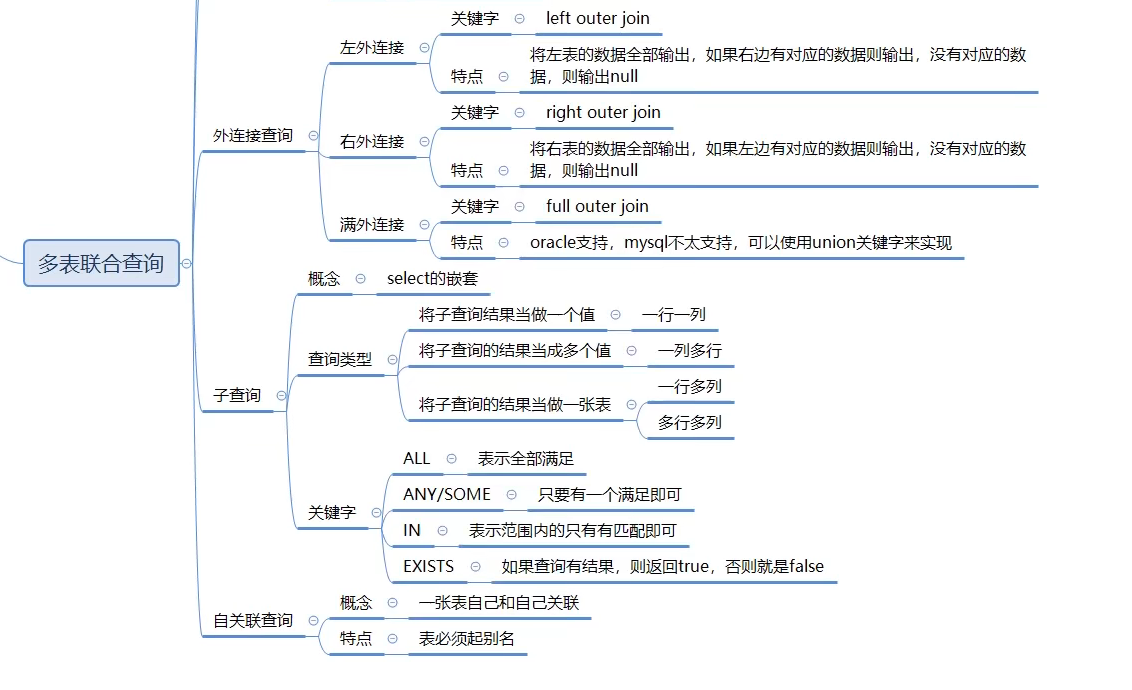 多表联合查询
外连接查询
左外连接
关键字
left outer join
特点
将左表的数据全部输出，如果右边有对应的数据则输出，没有对应的数
据，则输出null
右外连接
关键字
right outer join
特点
将右表的数据全部输出，如果左边有对应的数据则输出，没有对应的数
据，则输出null
满外连接
关键字
full outer join
特点
oracle支持，mysql不太支持，可以使用union关键字来实现
子查询
概念
select的嵌套
查询类型
将子查询结果当做一个值
一行一列
将子查询的结果当成多个值
一列多行
将子查询的结果当做一张表
一行多列
多行多列
关键字
ALL
表示全部满足
ANY/SOME
只要有一个满足即可
IN
表示范围内的只有有匹配即可
EXISTS
如果查询有结果，则返回true，否则就是false
自关联查询
概念
一张表自己和自己关联
特点
表必须起别名